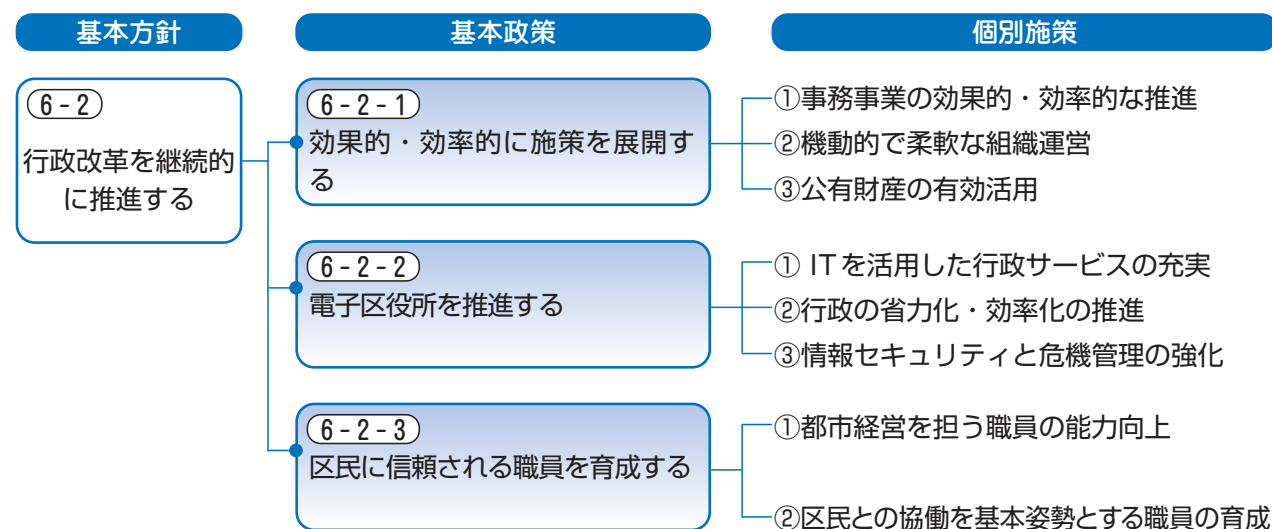 基本方針
基本政策
個別施策
6-2
行政改革を継続的
に推進する
6-2-1
効果的・効率的に施策を展開す
る
①事務事業の効果的・効率的な推進
②機動的で柔軟な組織運営
③公有財産の有効活用
6-2-2
電子区役所を推進する
① ITを活用した行政サービスの充実
②行政の省力化・効率化の推進
③情報セキュリティと危機管理の強化
6-2-3
区民に信頼される職員を育成する
①都市経営を担う職員の能力向上
②区民との協働を基本姿勢とする職員の育成